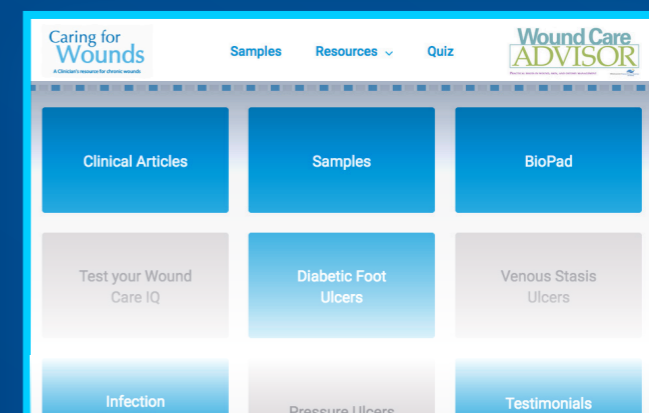 Caring for
Wounds
A Clinician's resource for chronic wounds
Samples Resources Quiz
Wound Care
ADVISOR
Clinical Articles Samples BioPad
Test your Wound
Care IQ
Diabetic Foot
Ulcers
Venous Stasis
Ulcers
Infection
Pressure Ulcers
Testimonials